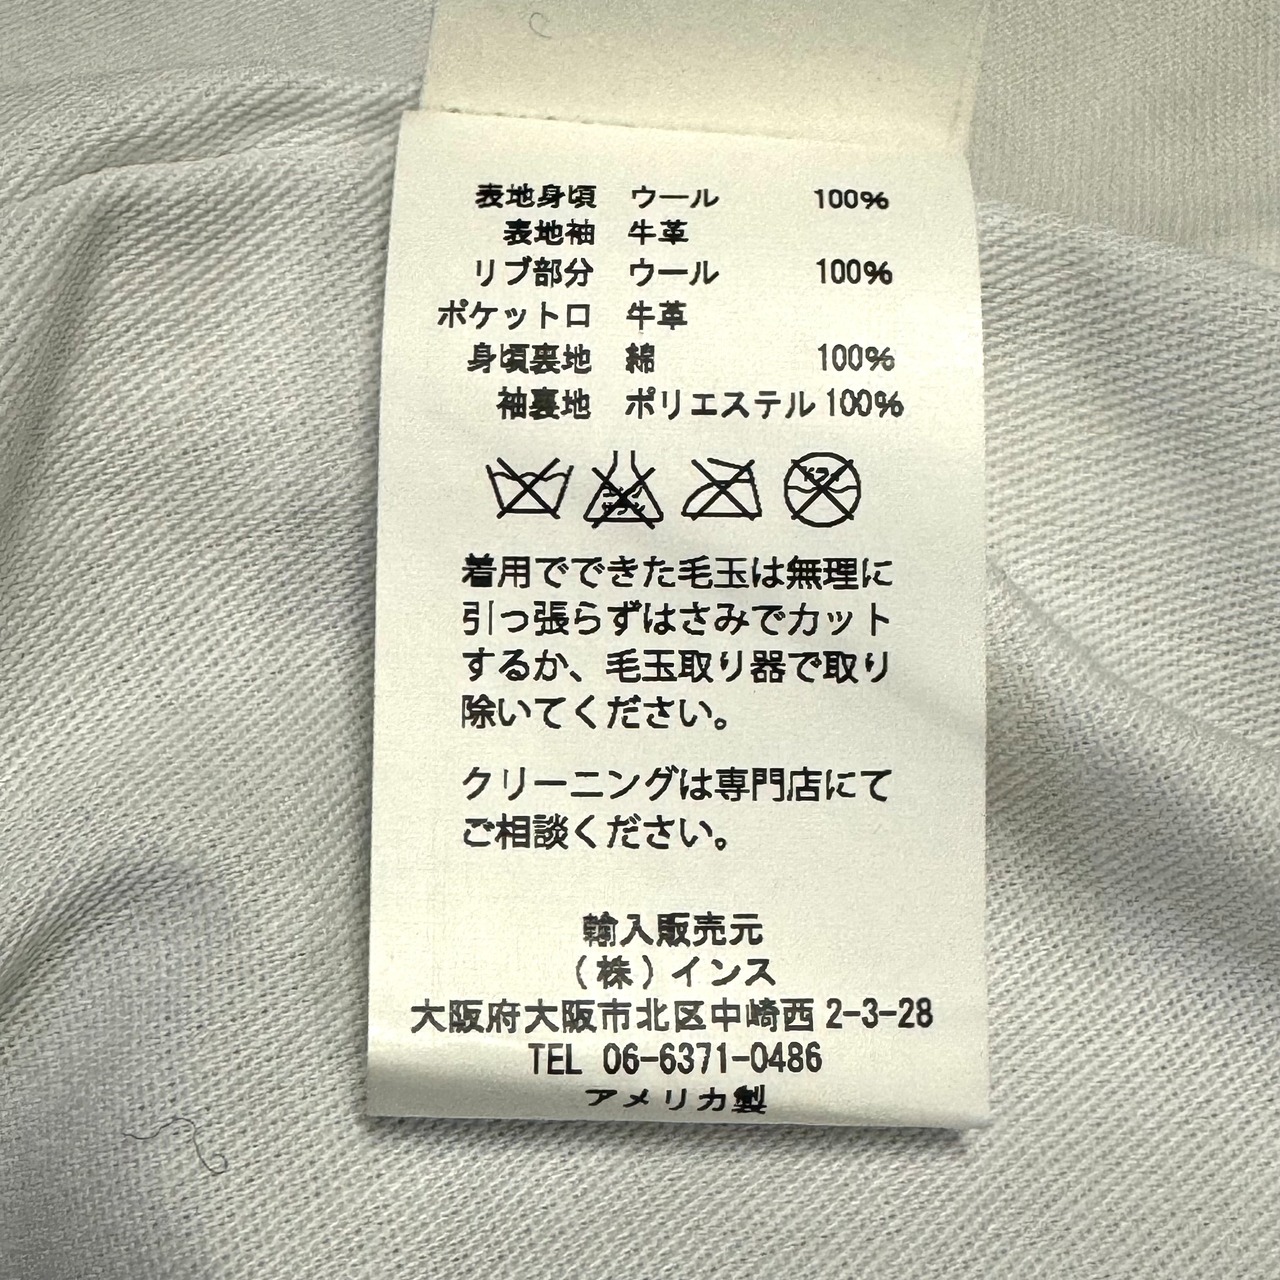 表地身頃 ウール 100%
表地袖 牛革
リブ部分 ウール 100%
ポケット口 牛革
身頃裏地 綿 100%
袖裏地 ポリエステル 100%
着用でできた毛玉は無理に
引っ張らずはさみでカット
するか、毛玉取り器で取り
除いてください。
クリーニングは専門店にて
ご相談ください。
輸入販売元
(株)インス
大阪府大阪市北区中崎西 2-3-28
TEL 06-6371-0486
アメリカ製